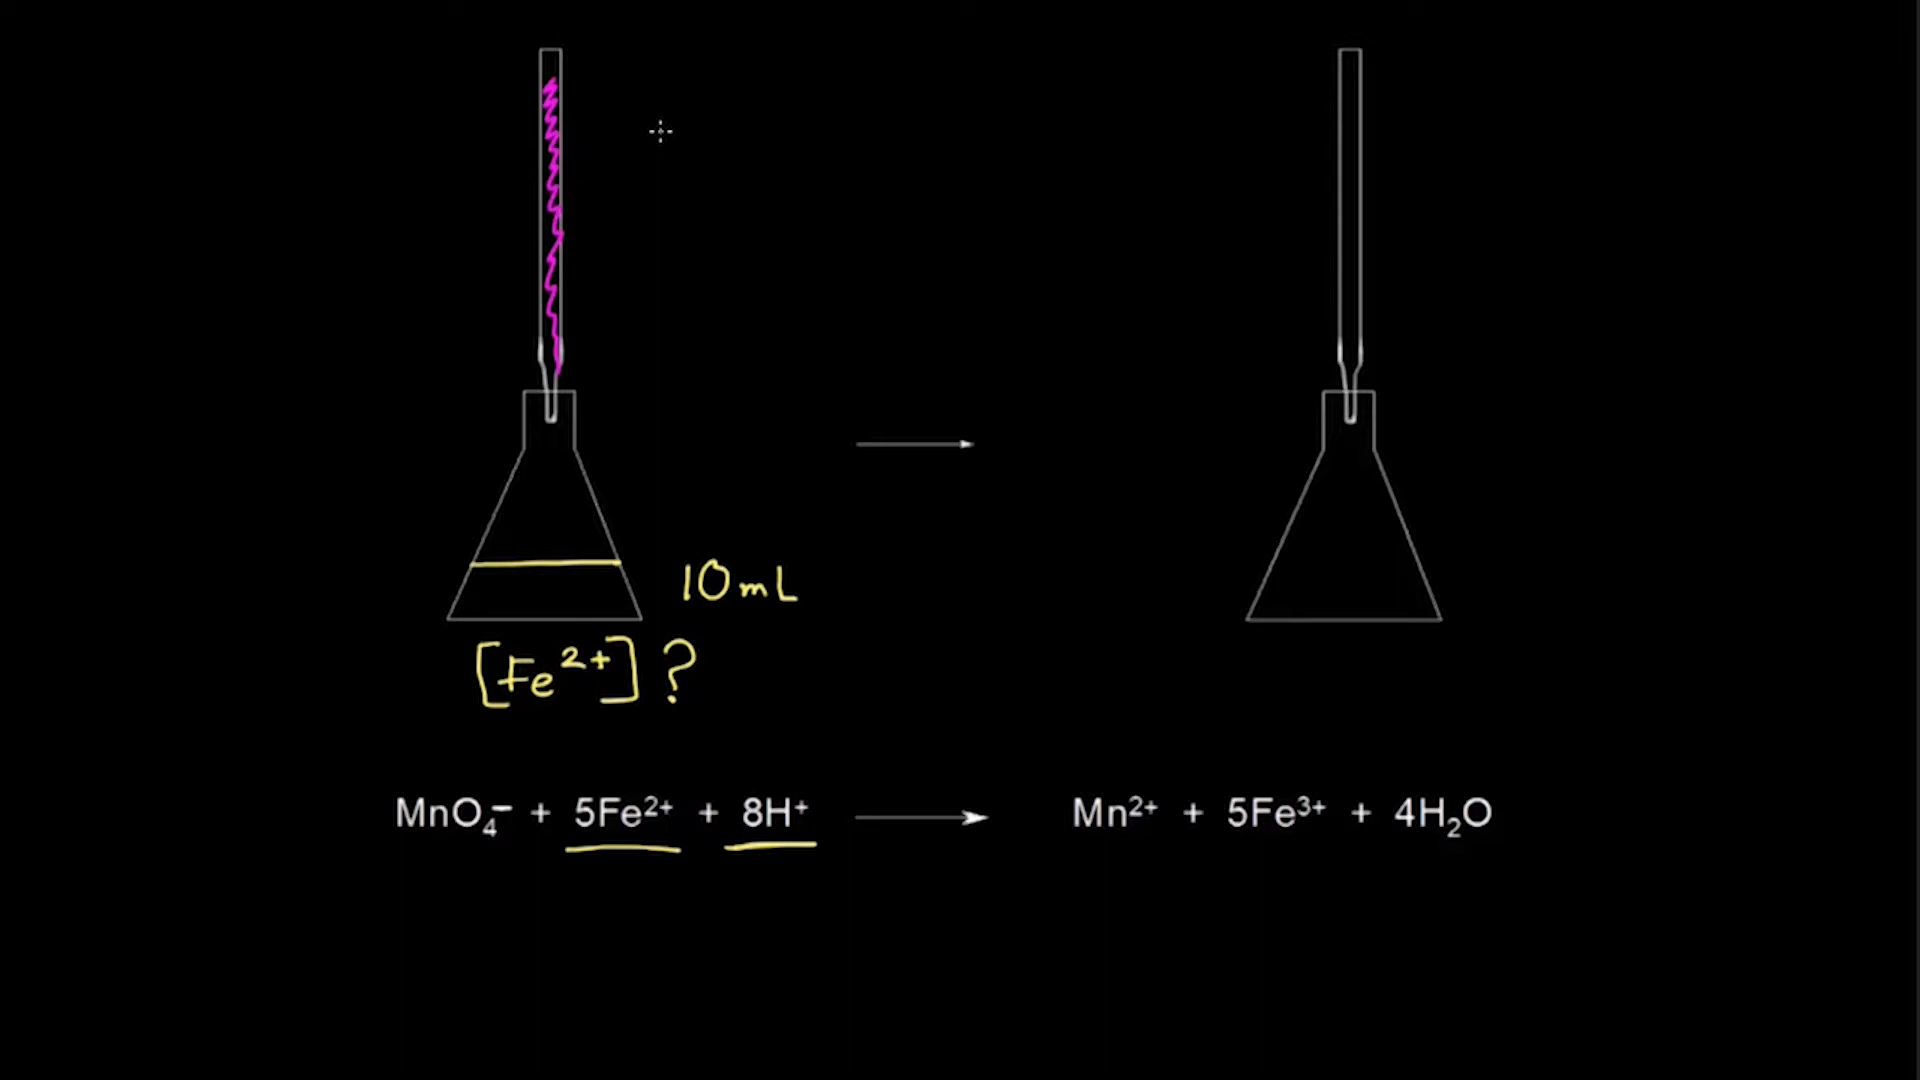 10 mL
[Fe²⁺] ?
MnO₄⁻ + 5Fe²⁺ + 8H⁺ → Mn²⁺ + 5Fe³⁺ + 4H₂O